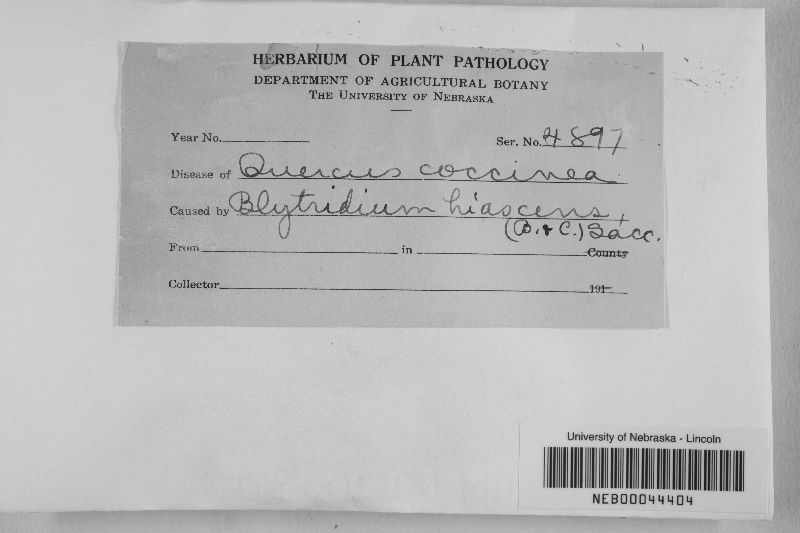 HERBARIUM OF PLANT PATHOLOGY
DEPARTMENT OF AGRICULTURAL BOTANY
THE UNIVERSITY OF NEBRASKA
Year No. Ser. No. 4897
Disease of Quercus coccinea
Caused by Blytridium hiascens,
(B. & C.) Sacc.
From in County
Collector 191
University of Nebraska - Lincoln
NEB00044404